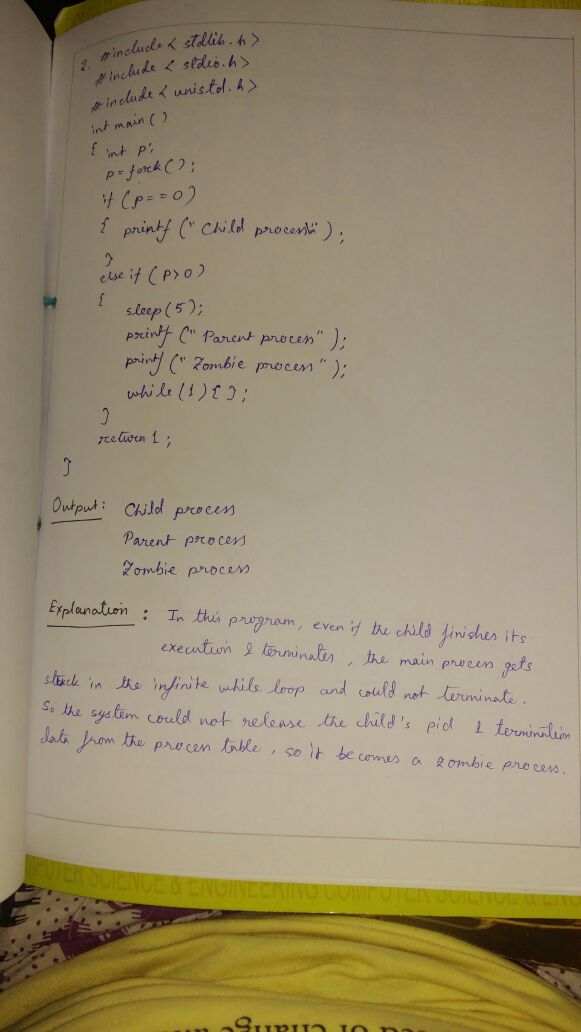 2. #include < stdlib.h >
#include < stdio.h >
#include < unistd.h >
int main ( )
{ int p;
p = fork ( ) ;
if ( p = = 0 )
{ printf (" Child process\n" ) ;
}
else if ( p > 0 )
{
sleep (5) ;
printf (" Parent process" ) ;
printf (" Zombie process " ) ;
while (1) { } ;
}
return 1 ;
}
Output : Child process
Parent process
Zombie process
Explanation : In this program, even if the child finishes its
execution & terminates , the main process gets
stuck in the infinite while loop and could not terminate .
So the system could not release the child's pid & termination
data from the process table , so it becomes a zombie process.
COMPUTER SCIENCE & ENGINEERING COMPUTER SCIENCE & ENG